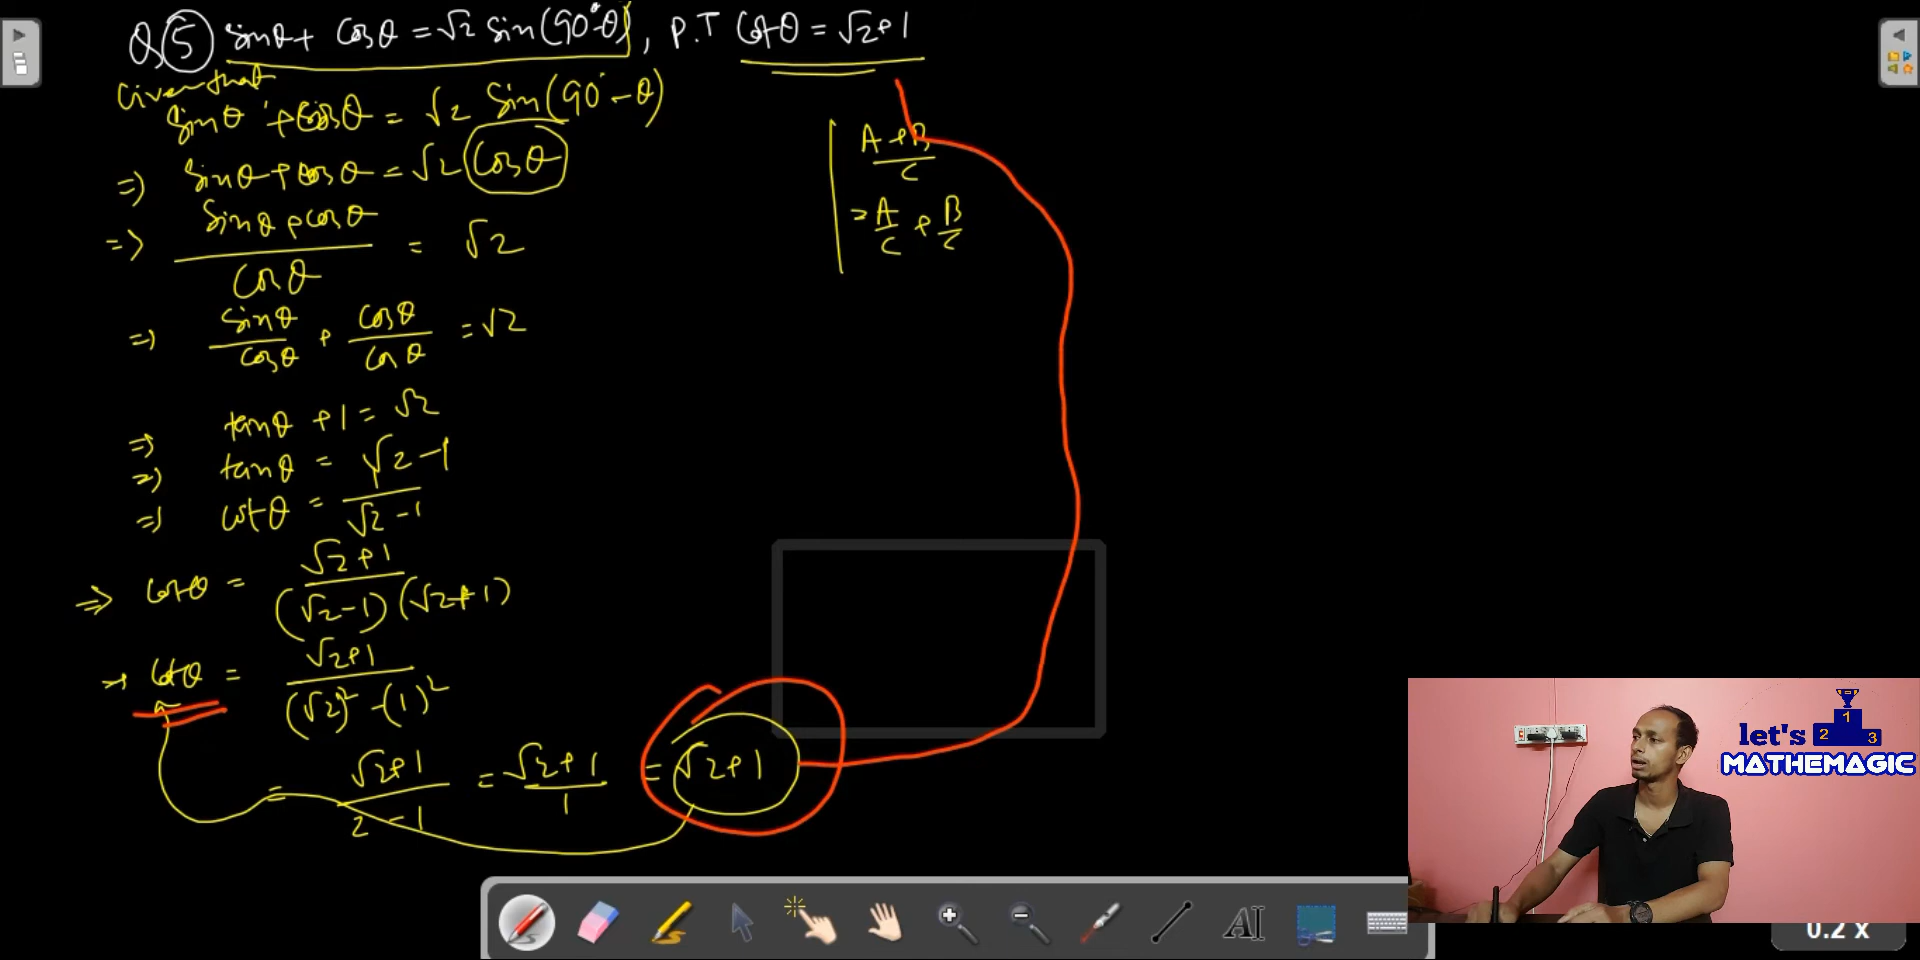 Q 5 sinθ + cosθ = √2 sin(90°-θ), P.T cotθ = √2+1
Given that
sinθ + cosθ = √2 sin(90°-θ)
=> sinθ + cosθ = √2 cosθ
=> sinθ + cosθ / cosθ = √2
=> sinθ/cosθ + cosθ/cosθ = √2
=> tanθ + 1 = √2
=> tanθ = √2 - 1
=> cotθ = 1/√2 - 1
=> cotθ = √2+1 / (√2-1)(√2+1)
=> cotθ = √2+1 / (√2)² - (1)²
= √2+1 / 2-1 = √2+1 / 1 = √2+1
A+B / C
= A/C + B/C
let's 2 1 3
MATHEMAGIC
AI
0.2 x